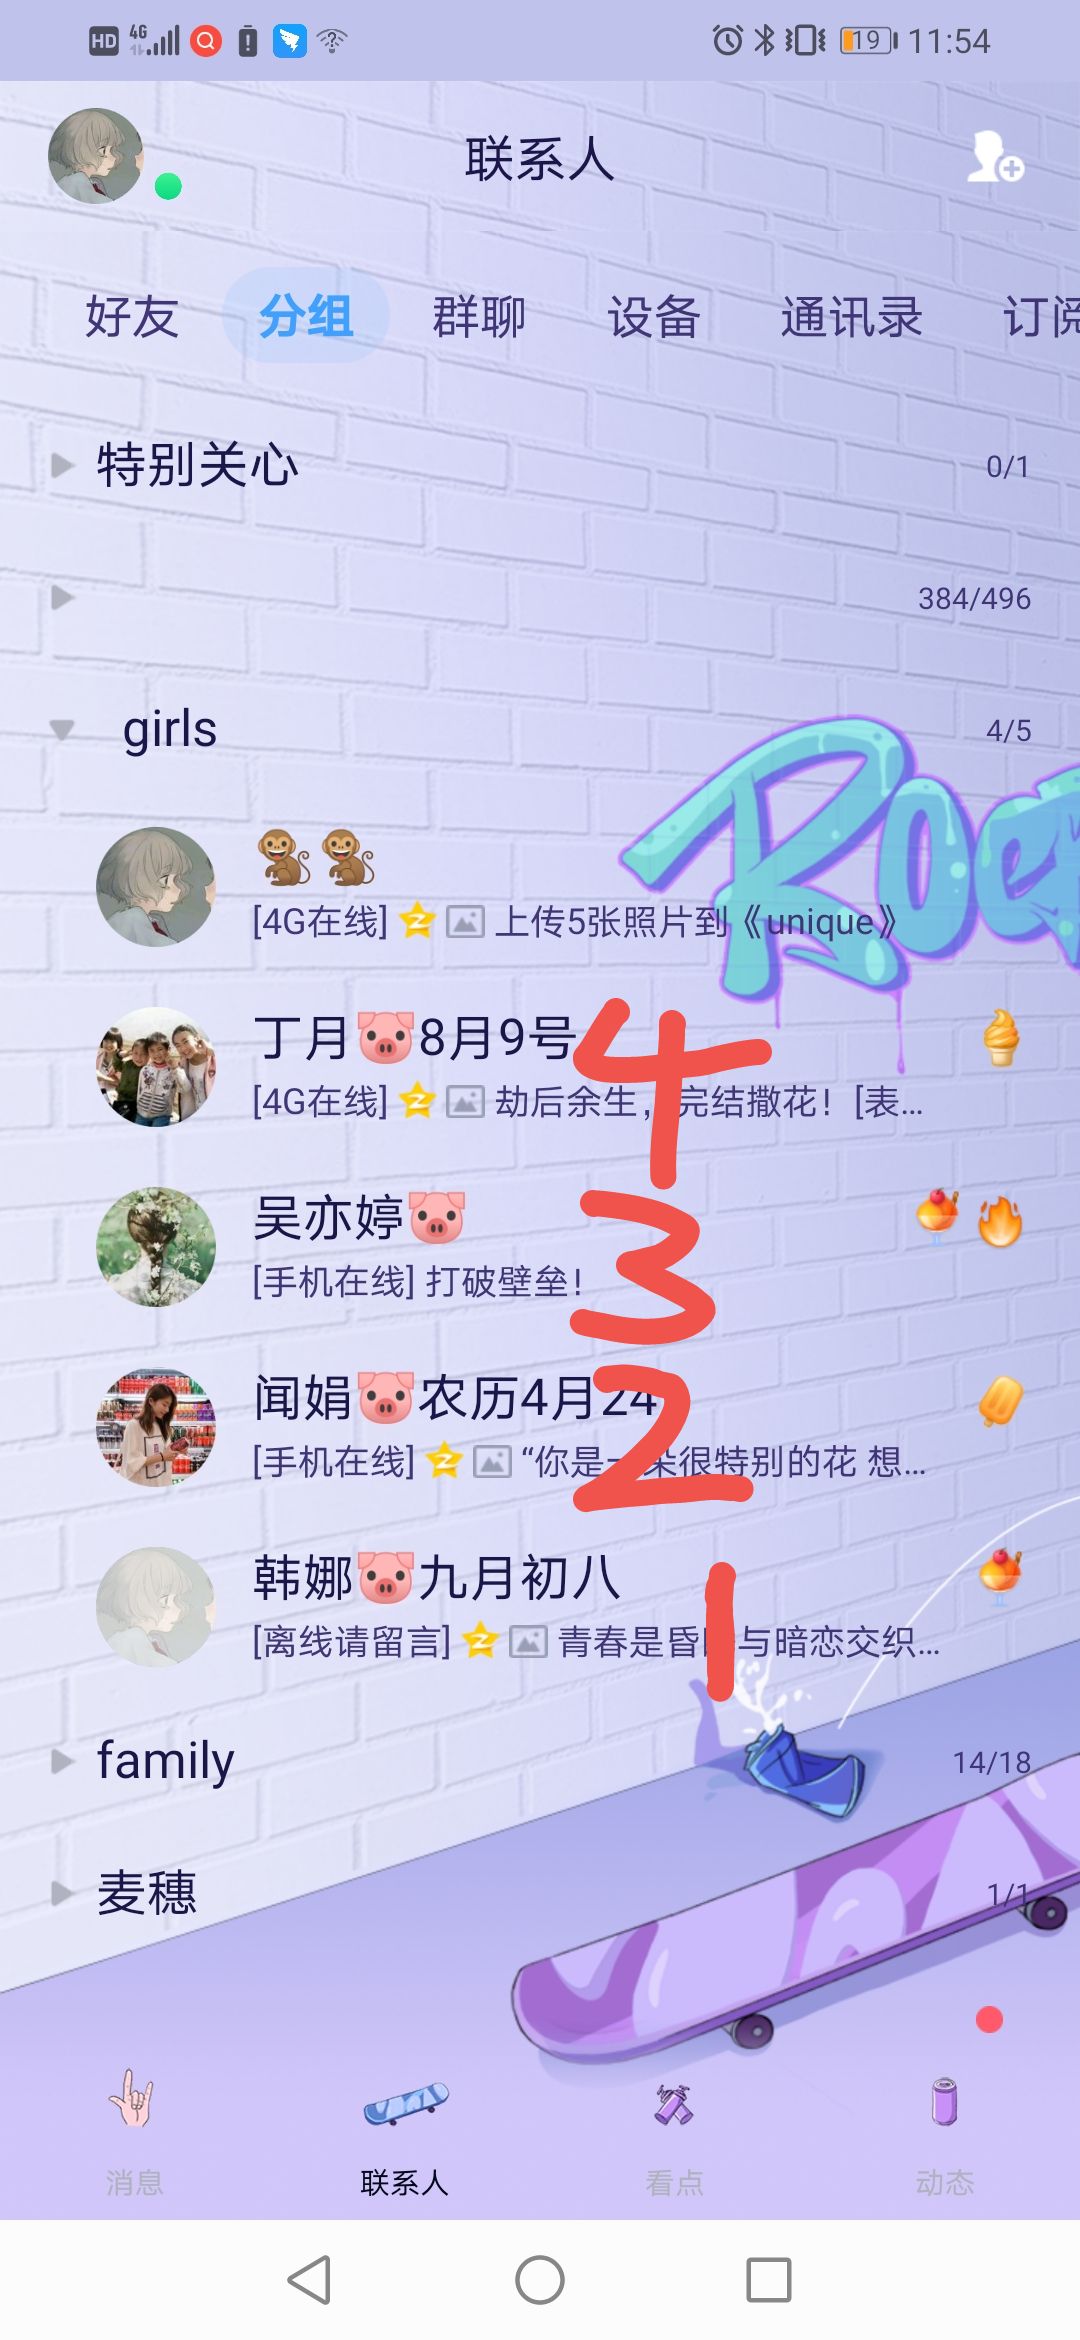 HD 4G 19 11:54
联系人
好友 分组 群聊 设备 通讯录 订阅
特别关心 0/1
384/496
girls 4/5
🐒🐒
[4G在线] 上传5张照片到《unique》
丁月🐷8月9号
[4G在线] 劫后余生，完结撒花！[表...
4
吴亦婷🐷
[手机在线] 打破壁垒!
3
闻娟🐷农历4月24
[手机在线] “你是一朵很特别的花 想...
2
韩娜🐷九月初八
[离线请留言] 青春是昏 与暗恋交织...
1
family 14/18
麦穗 1/1
消息 联系人 看点 动态